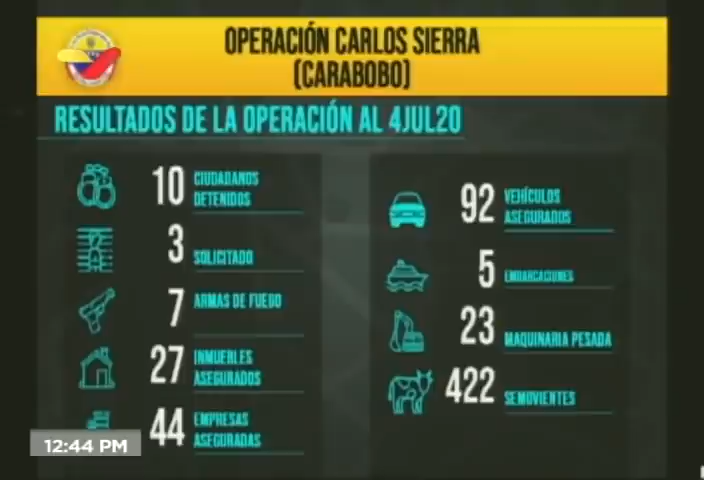 OPERACIÓN CARLOS SIERRA
(CARABOBO)
RESULTADOS DE LA OPERACIÓN AL 4JUL20
10 CIUDADANOS
DETENIDOS
3 SOLICITADO
7 ARMAS DE FUEGO
27 INMUEBLES
ASEGURADOS
44 EMPRESAS
ASEGURADAS
92 VEHÍCULOS
ASEGURADOS
5 EMBARCACIONES
23 MAQUINARIA PESADA
422 SEMOVIENTES
12:44 PM